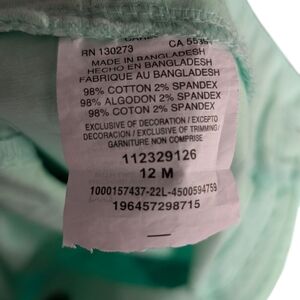 RN 130273 CA 55391
MADE IN BANGLADESH
HECHO EN BANGLADESH
FABRIQUE AU BANGLADESH
98% COTTON 2% SPANDEX
98% ALGODON 2% SPANDEX
98% COTON 2% SPANDEX
EXCLUSIVE OF DECORATION / EXCEPTO
DECORACION / EXCLUSIVE OF TRIMMING /
GARNITURE NON COMPRISE
112329126
12 M
1000157437-22L-4500594759
196457298715